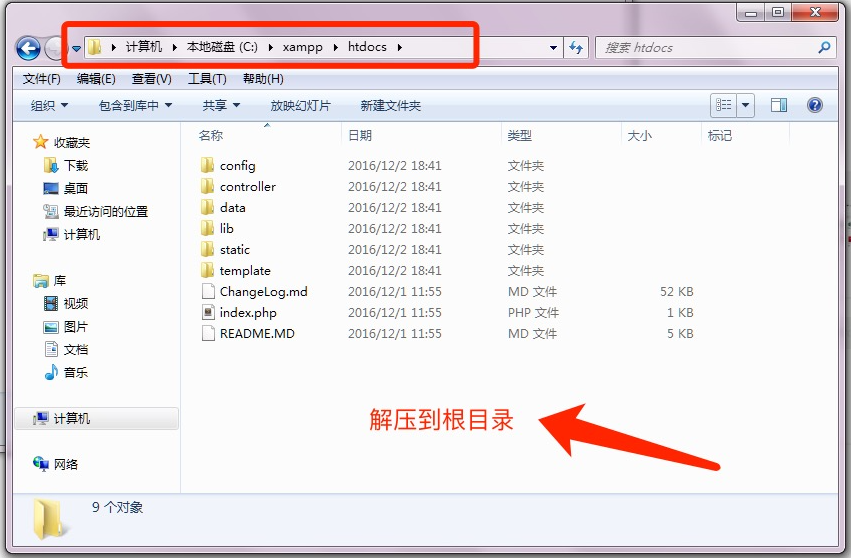 计算机 本地磁盘 (C:) xampp htdocs 搜索 htdocs
文件(F) 编辑(E) 查看(V) 工具(T) 帮助(H)
组织 包含到库中 共享 放映幻灯片 新建文件夹
名称 日期 类型 大小 标记
收藏夹
下载
桌面
最近访问的位置
计算机
库
视频
图片
文档
音乐
计算机
网络
config 2016/12/2 18:41 文件夹
controller 2016/12/2 18:41 文件夹
data 2016/12/2 18:41 文件夹
lib 2016/12/2 18:41 文件夹
static 2016/12/2 18:41 文件夹
template 2016/12/2 18:41 文件夹
ChangeLog.md 2016/12/1 11:55 MD 文件 52 KB
index.php 2016/12/1 11:55 PHP 文件 1 KB
README.MD 2016/12/1 11:55 MD 文件 5 KB
解压到根目录
9 个对象